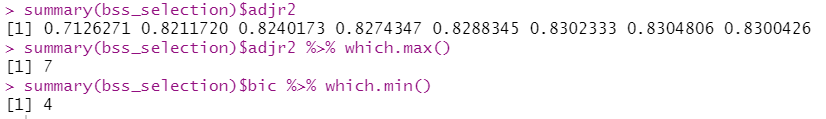 > summary(bss_selection)$adjr2
[1] 0.7126271 0.8211720 0.8240173 0.8274347 0.8288345 0.8302333 0.8304806 0.8300426
> summary(bss_selection)$adjr2 %>% which.max()
[1] 7
> summary(bss_selection)$bic %>% which.min()
[1] 4